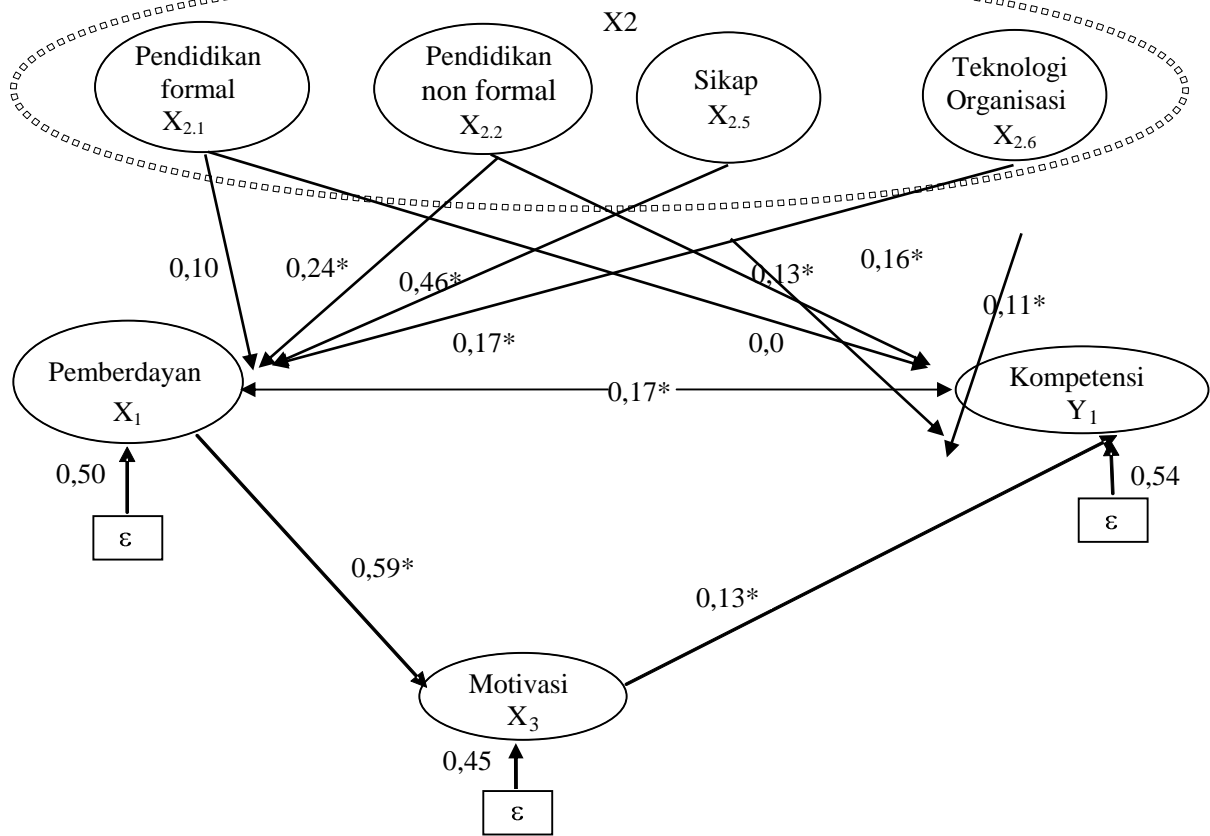 X2
Pendidikan
formal
X2.1
Pendidikan
non formal
X2.2
Sikap
X2.5
Teknologi
Organisasi
X2.6
0,10
0,24*
0,46*
0,13*
0,16*
0,11*
0,17*
0,0
Pemberdayan
X1
0,17*
Kompetensi
Y1
0,50
ε
0,54
ε
0,59*
0,13*
Motivasi
X3
0,45
ε